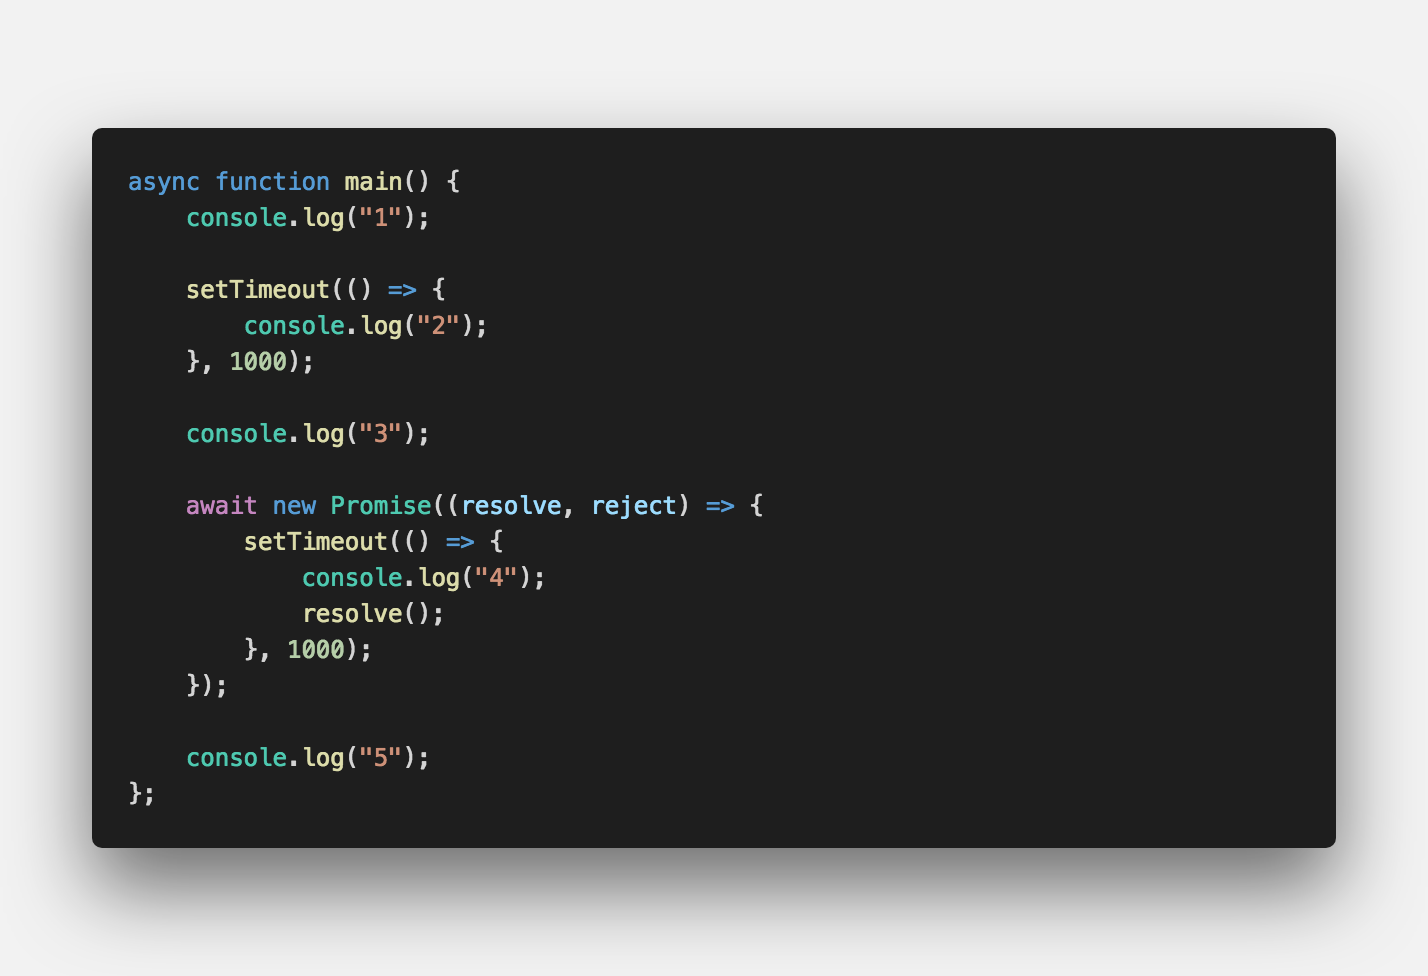 async function main() {
    console.log("1");

    setTimeout(() => {
        console.log("2");
    }, 1000);

    console.log("3");

    await new Promise((resolve, reject) => {
        setTimeout(() => {
            console.log("4");
            resolve();
        }, 1000);
    });

    console.log("5");
};